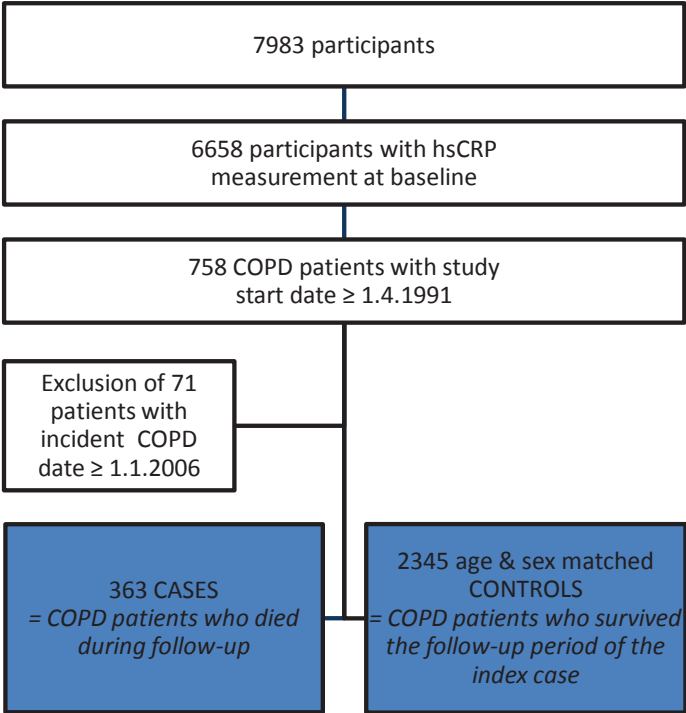 7983 participants
6658 participants with hsCRP
measurement at baseline
758 COPD patients with study
start date ≥ 1.4.1991
Exclusion of 71
patients with
incident COPD
date ≥ 1.1.2006
363 CASES
= COPD patients who died
during follow-up
2345 age & sex matched
CONTROLS
= COPD patients who survived
the follow-up period of the
index case